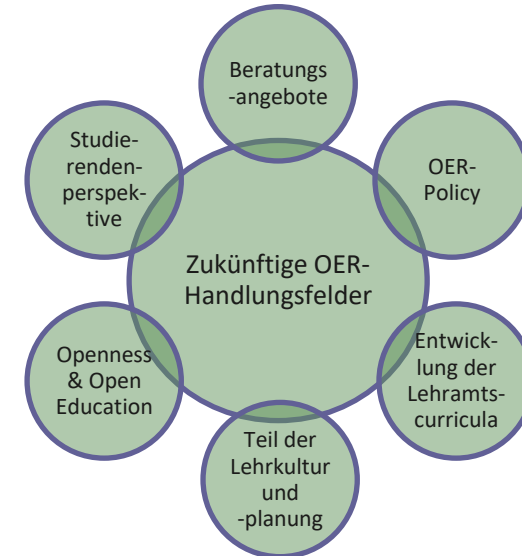 Beratungs
-angebote
OER-
Policy
Entwick-
lung der
Lehramts-
curricula
Teil der
Lehrkultur
und
-planung
Openness
& Open
Education
Studie-
renden-
perspek-
tive
Zukünftige OER-
Handlungsfelder